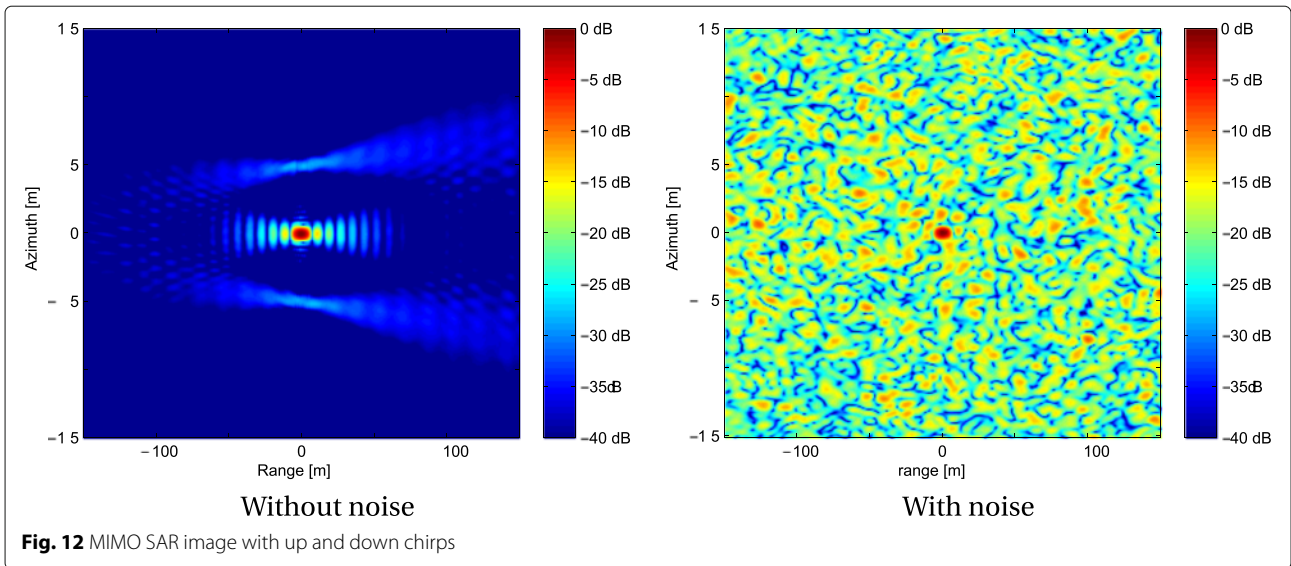 1 5
5
0
– 5
–1 5
Azimuth [m]
–100
0
100
Range [m]
0 dB
–5 dB
–10 dB
–15 dB
–20 dB
–25 dB
–30 dB
–35dB
–40 dB
Without noise
1 5
5
0
– 5
–1 5
Azimuth [m]
–100
0
100
range [m]
0 dB
–5 dB
–10 dB
–15 dB
–20 dB
–25 dB
–30 dB
–35 dB
–40 dB
With noise
Fig. 12 MIMO SAR image with up and down chirps